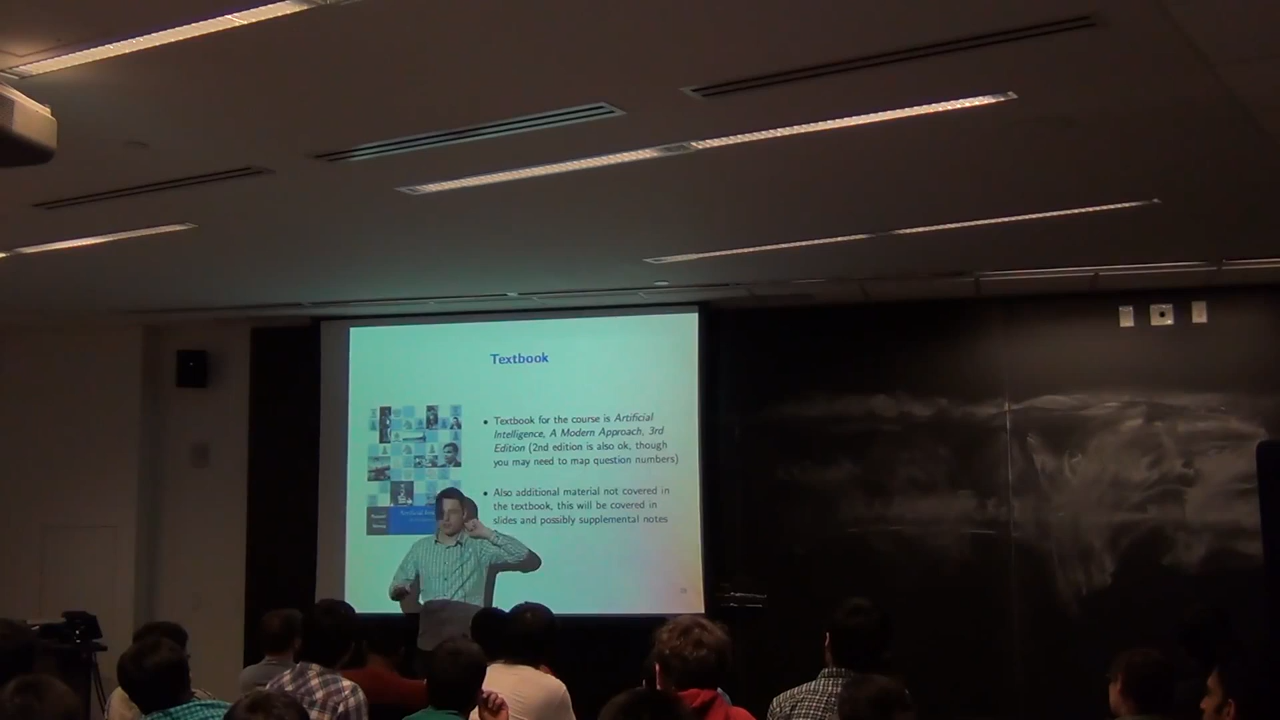 Textbook
• Textbook for the course is Artificial
Intelligence, A Modern Approach, 3rd
Edition (2nd edition is also ok, though
you may need to map question numbers)
• Also additional material not covered in
the textbook, this will be covered in
slides and possibly supplemental notes